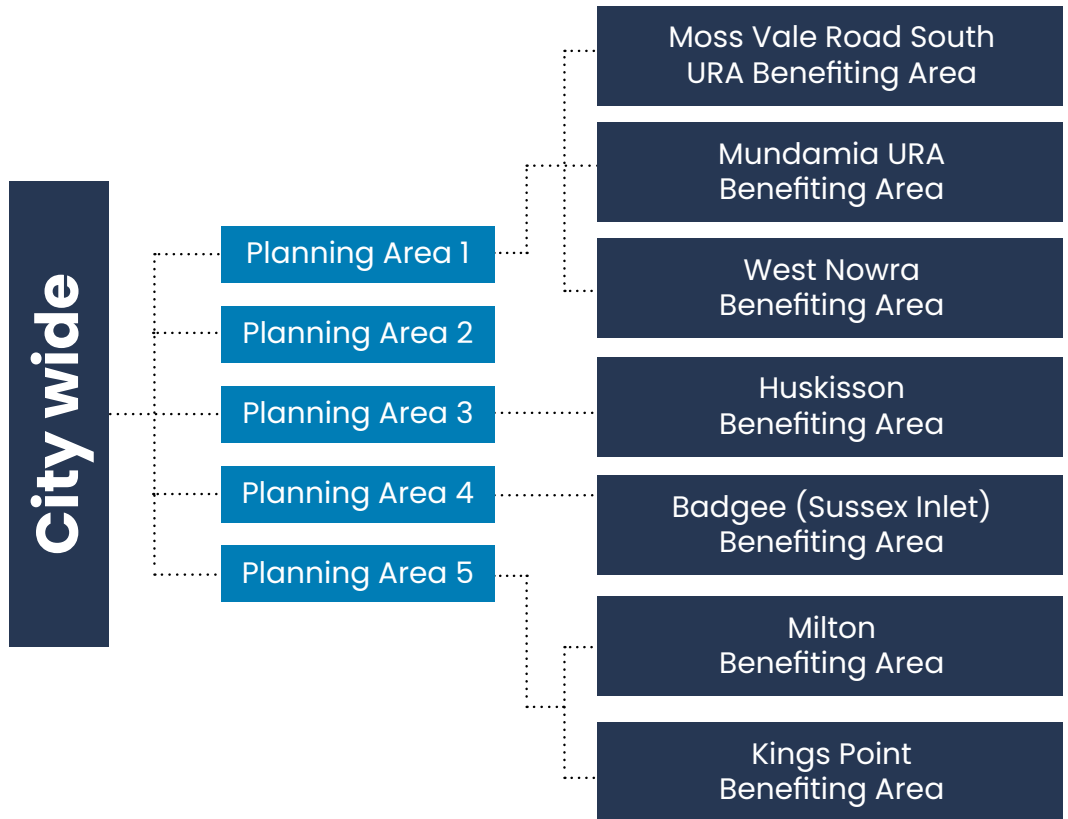 City wide
Planning Area 1
Planning Area 2
Planning Area 3
Planning Area 4
Planning Area 5
Moss Vale Road South
URA Benefiting Area
Mundamia URA
Benefiting Area
West Nowra
Benefiting Area
Huskisson
Benefiting Area
Badgee (Sussex Inlet)
Benefiting Area
Milton
Benefiting Area
Kings Point
Benefiting Area